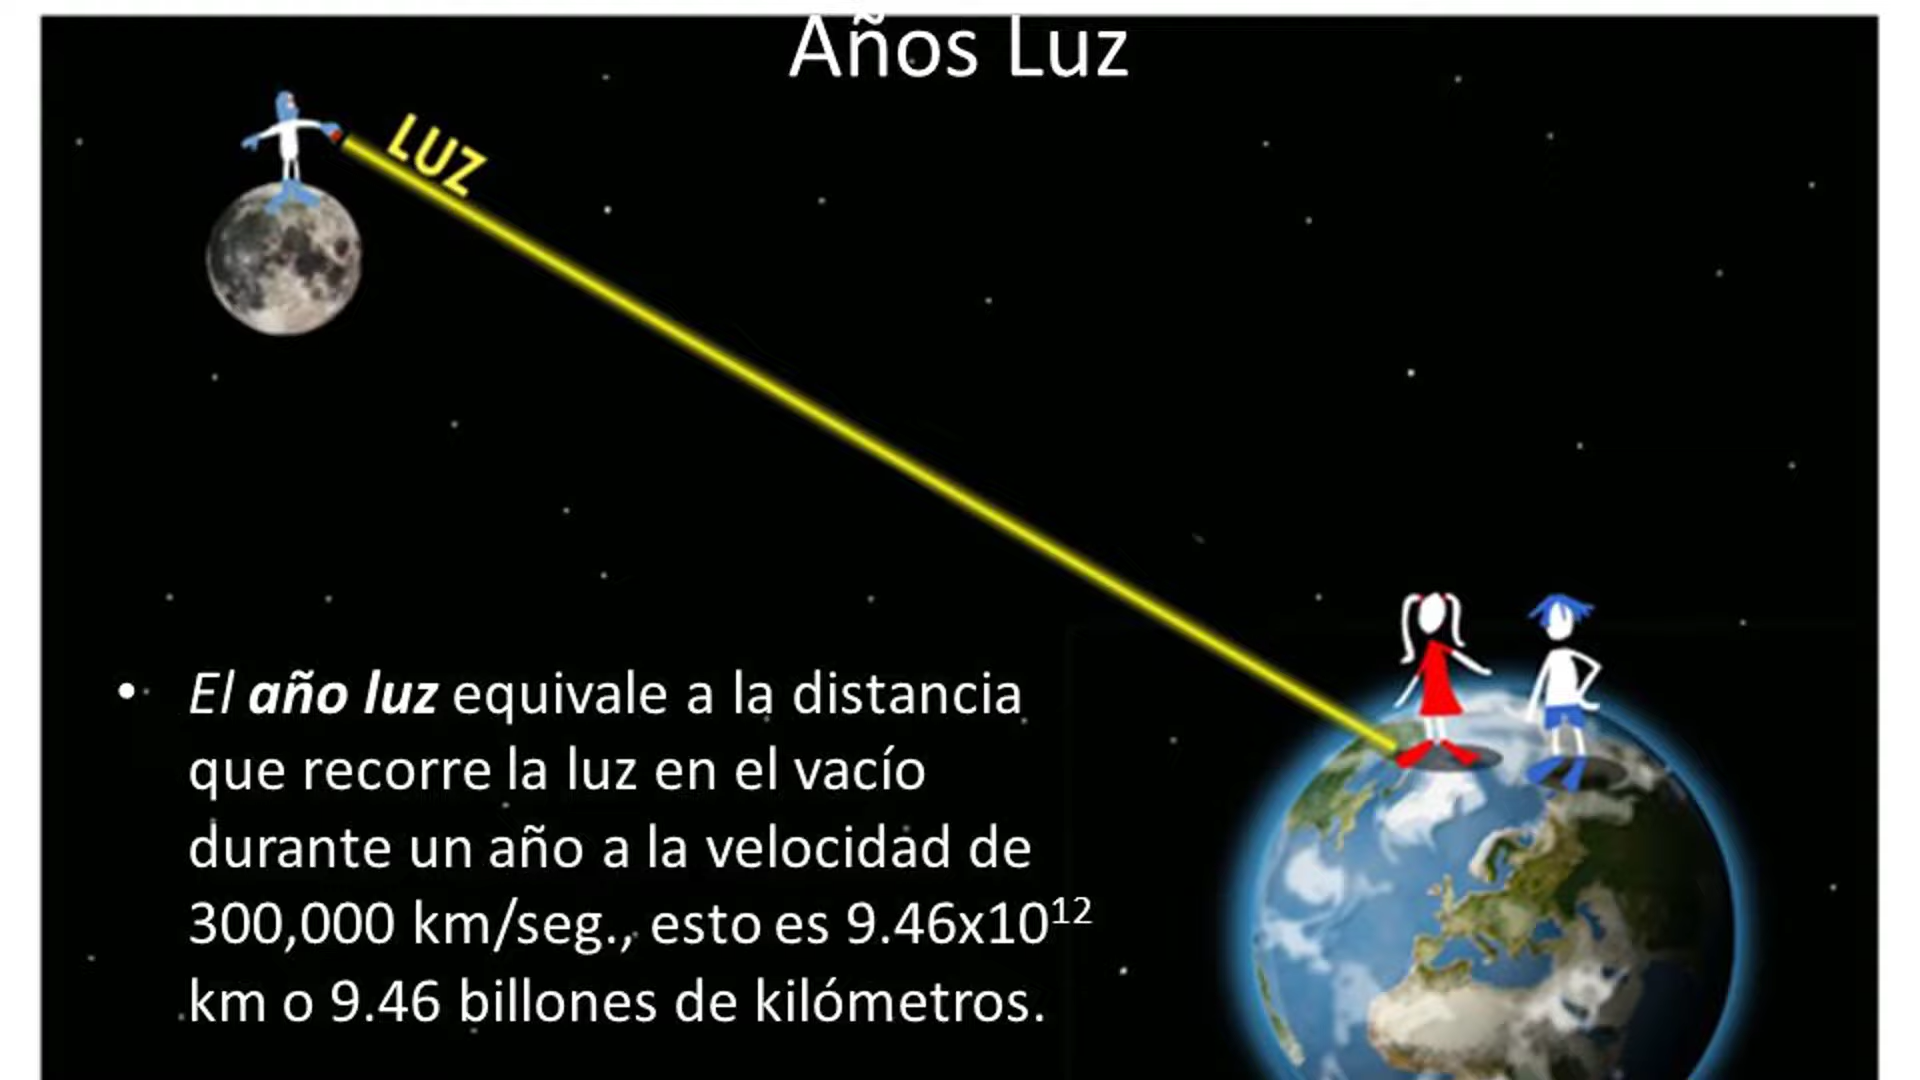 Años Luz
LUZ
• El año luz equivale a la distancia
que recorre la luz en el vacío
durante un año a la velocidad de
300,000 km/seg., esto es 9.46x10¹²
km o 9.46 billones de kilómetros.